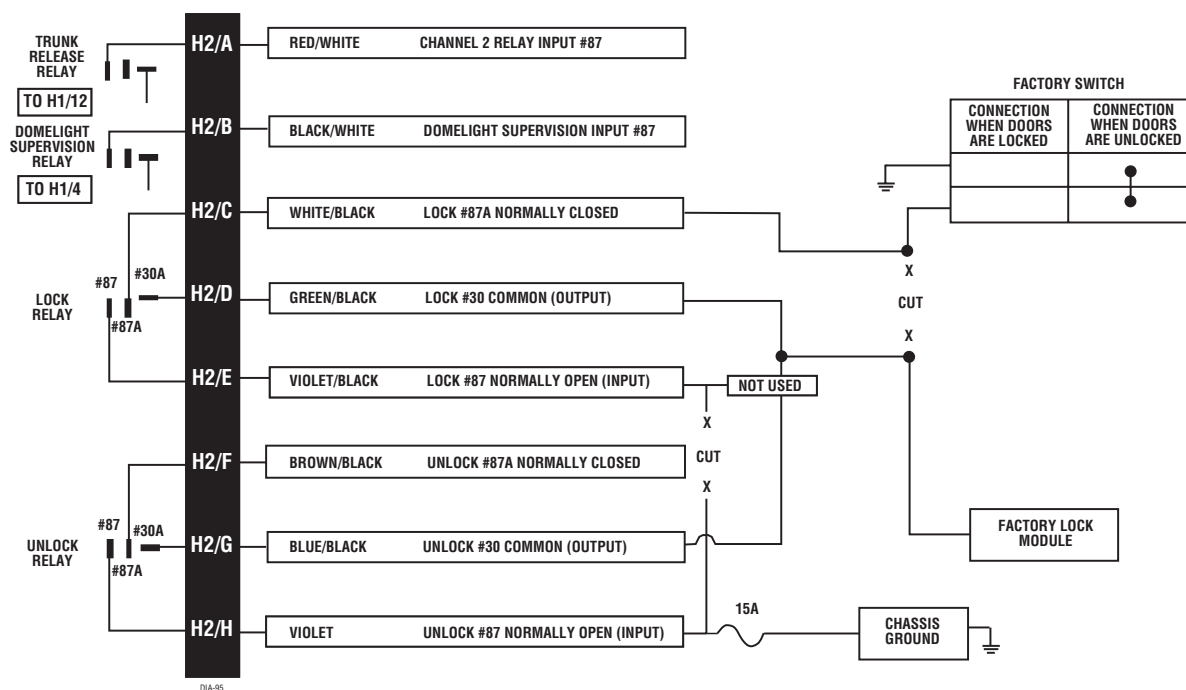 TRUNK
RELEASE
RELAY
TO H1/12
DOMELIGHT
SUPERVISION
RELAY
TO H1/4
#87
#30A
LOCK
RELAY
#87A
#87
#30A
UNLOCK
RELAY
#87A
H2/A
RED/WHITE CHANNEL 2 RELAY INPUT #87
H2/B
BLACK/WHITE DOMELIGHT SUPERVISION INPUT #87
H2/C
WHITE/BLACK LOCK #87A NORMALLY CLOSED
H2/D
GREEN/BLACK LOCK #30 COMMON (OUTPUT)
H2/E
VIOLET/BLACK LOCK #87 NORMALLY OPEN (INPUT)
NOT USED
H2/F
BROWN/BLACK UNLOCK #87A NORMALLY CLOSED
H2/G
BLUE/BLACK UNLOCK #30 COMMON (OUTPUT)
H2/H
VIOLET UNLOCK #87 NORMALLY OPEN (INPUT)
X
CUT
X
15A
CHASSIS
GROUND
FACTORY SWITCH
CONNECTION
WHEN DOORS
ARE LOCKED
CONNECTION
WHEN DOORS
ARE UNLOCKED
X
CUT
X
FACTORY LOCK
MODULE
DIA-95